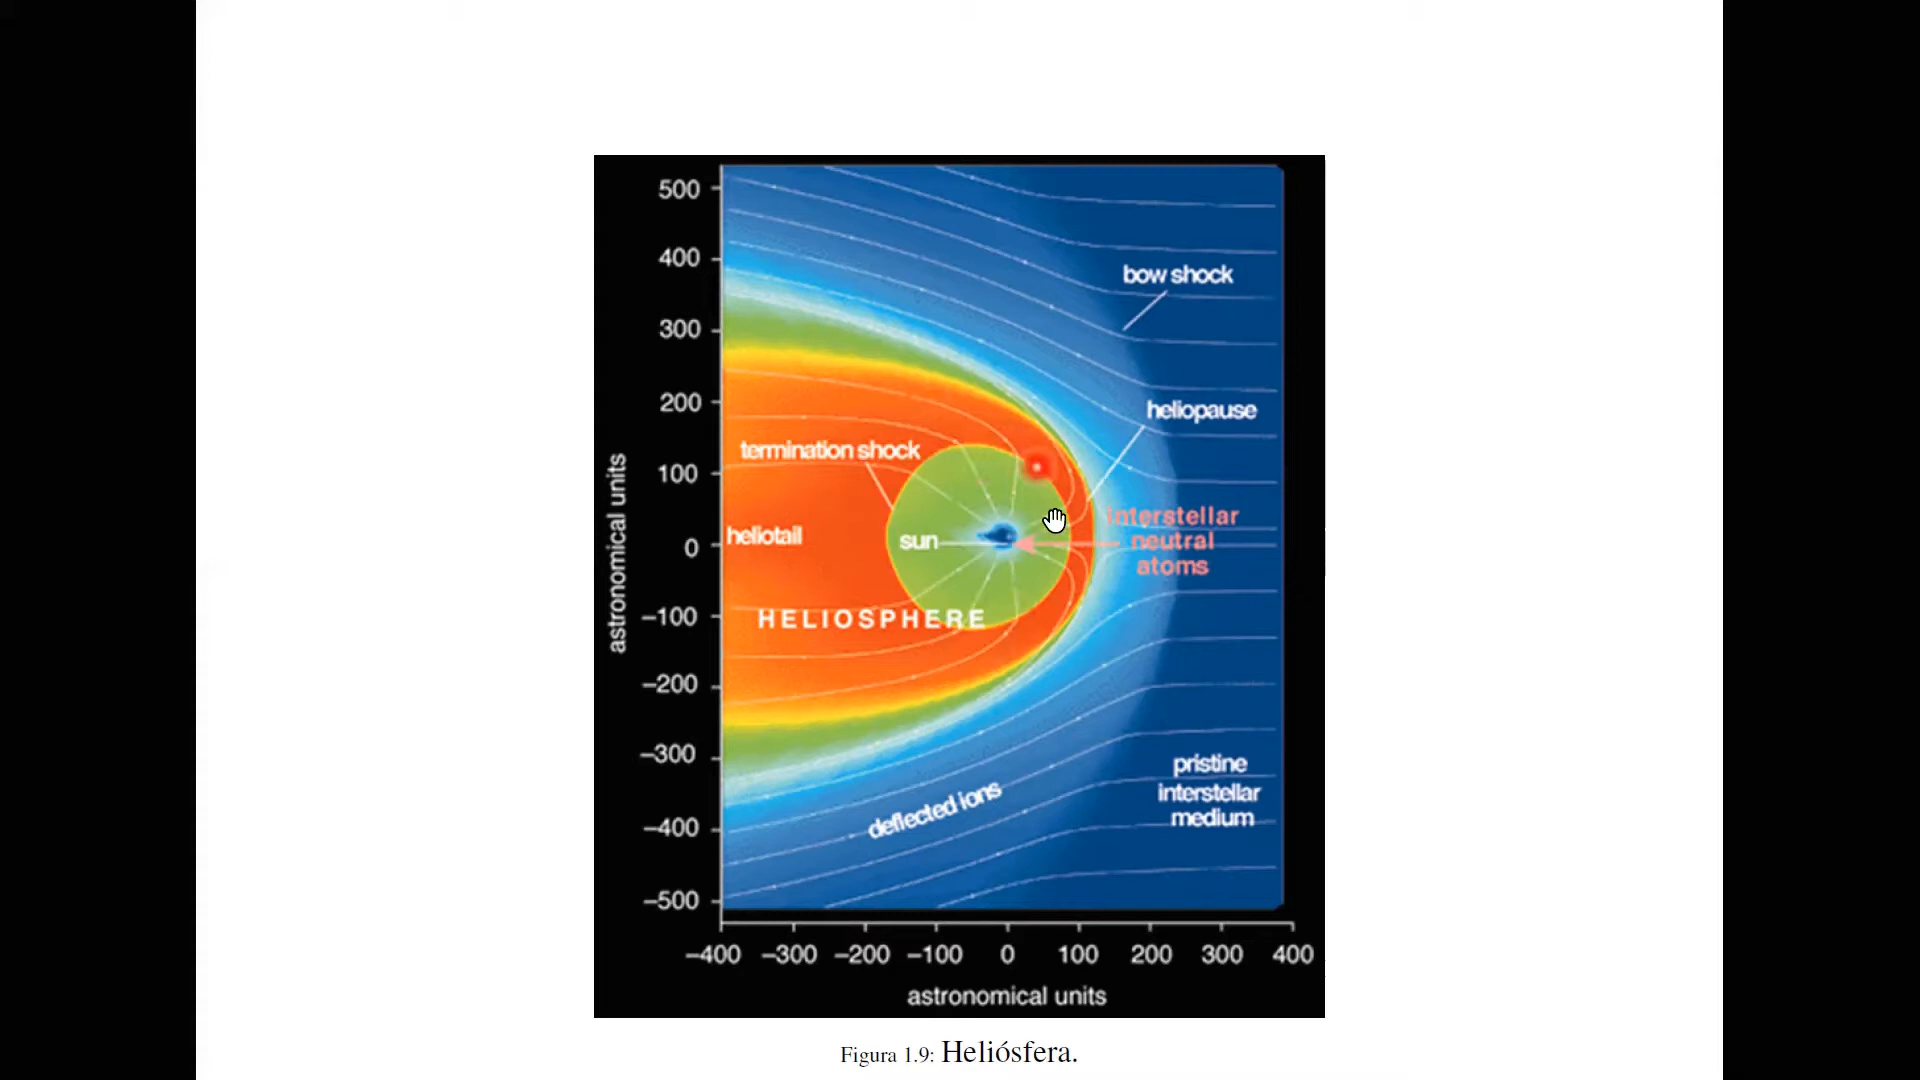 500
400
bow shock
300
heliopause
200
termination shock
100
interstellar
neutral
atoms
heliotail
sun
0
astronomical units
–100
HELIOSPHERE
–200
–300
pristine
interstellar
medium
deflected ions
–400
–500
–400 –300 –200 –100 0 100 200 300 400
astronomical units
Figura 1.9: Heliósfera.